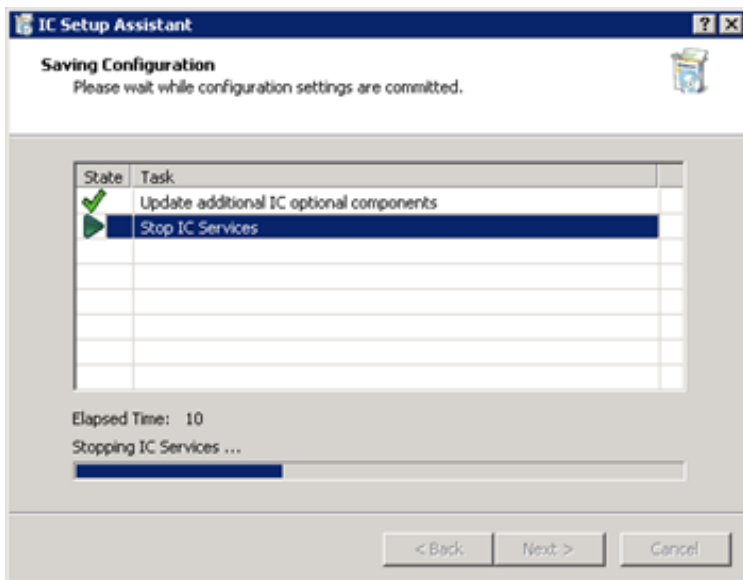 IC Setup Assistant
Saving Configuration
Please wait while configuration settings are committed.
State Task
Update additional IC optional components
Stop IC Services
Elapsed Time: 10
Stopping IC Services ...
< Back Next > Cancel